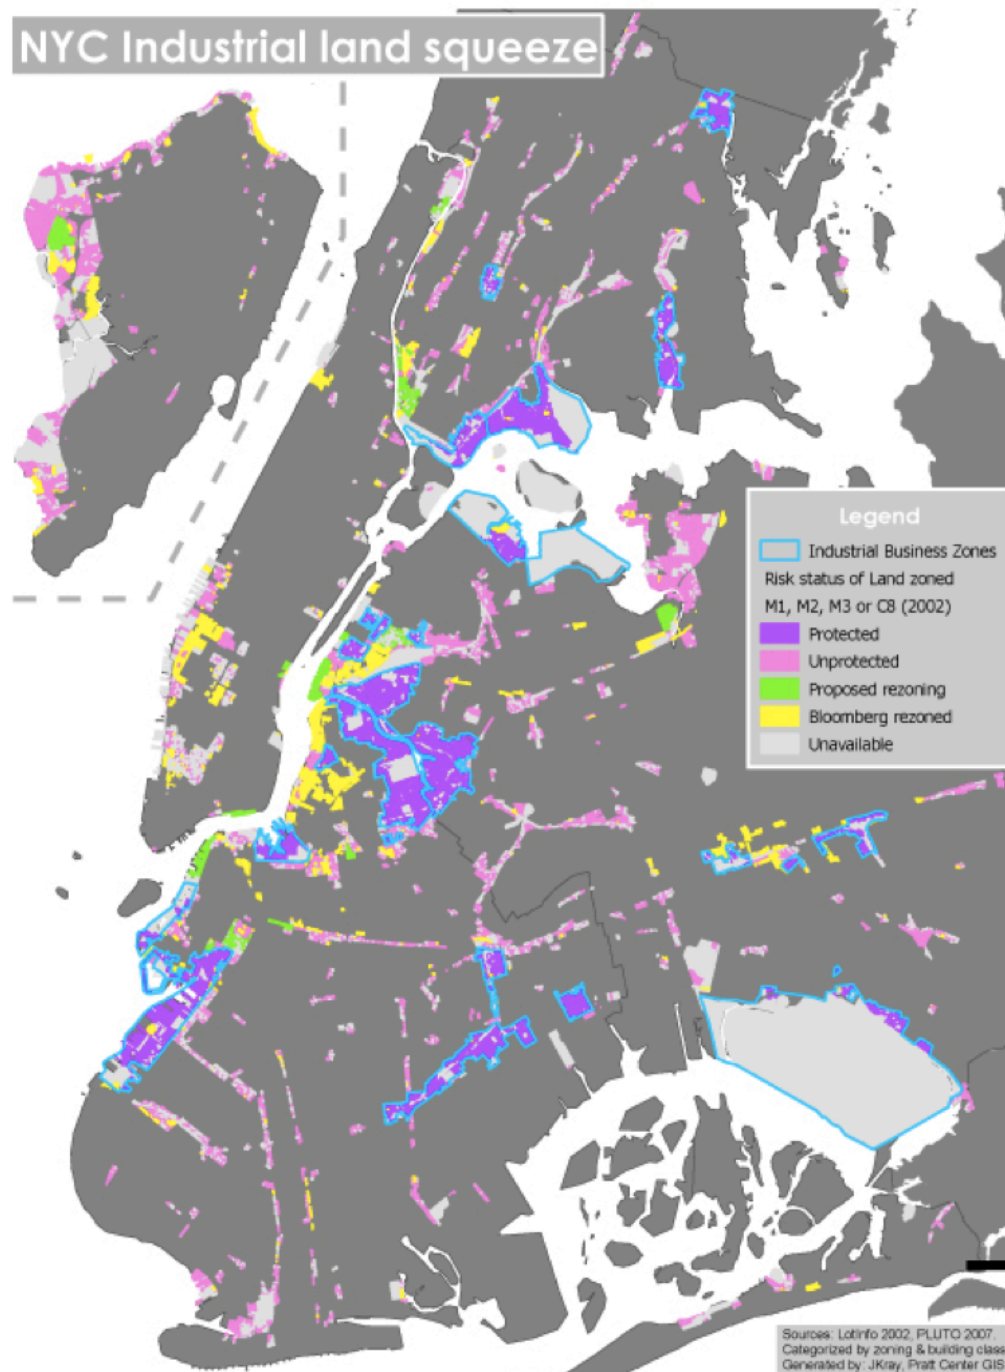 NYC Industrial land squeeze
Legend
Industrial Business Zones
Risk status of Land zoned
M1, M2, M3 or C8 (2002)
Protected
Unprotected
Proposed rezoning
Bloomberg rezoned
Unavailable
Sources: LotInfo 2002, PLUTO 2007.
Categorized by zoning & building class
Generated by: JKray, Pratt Center GIS